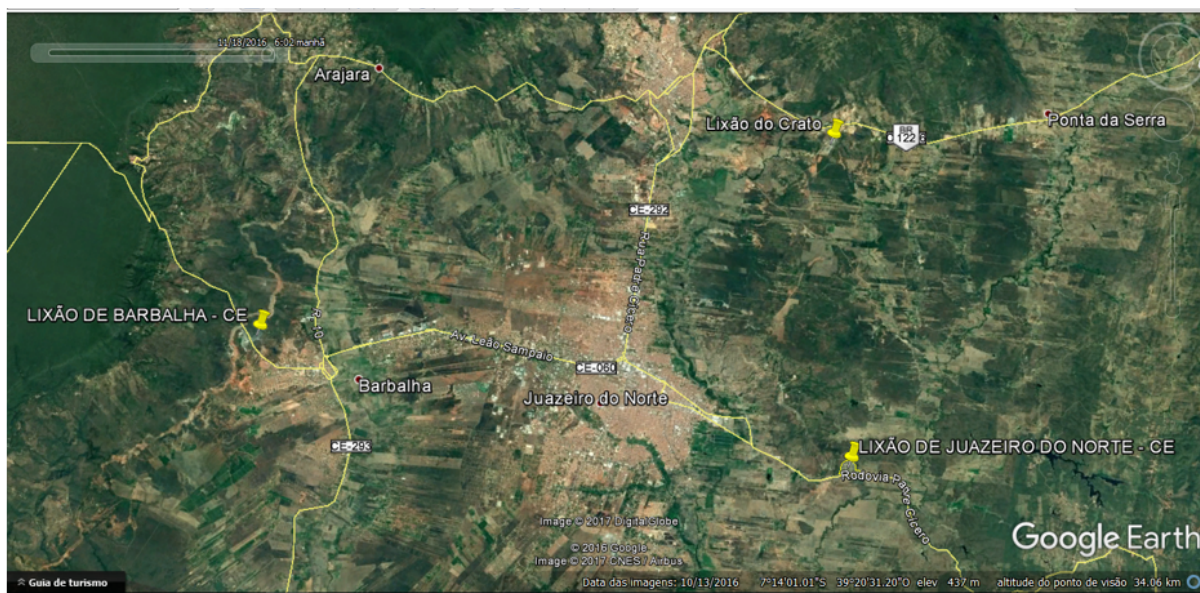 11/18/2016 6:02 manhã
Arajara
Lixão do Crato
BR
122
Ponta da Serra
CE-292
Rua Padre Cícero
LIXÃO DE BARBALHA - CE
Av. Leão Sampaio
CE-060
Barbalha
Juazeiro do Norte
CE-293
LIXÃO DE JUAZEIRO DO NORTE - CE
Rodovia Padre Cícero
Image © 2017 DigitalGlobe
© 2016 Google
Image © 2017 CNES / Airbus
Google Earth
Guia de turismo
Data das imagens: 10/13/2016 7°14'01.01"S 39°20'31.20"O elev 437 m altitude do ponto de visão 34.06 km